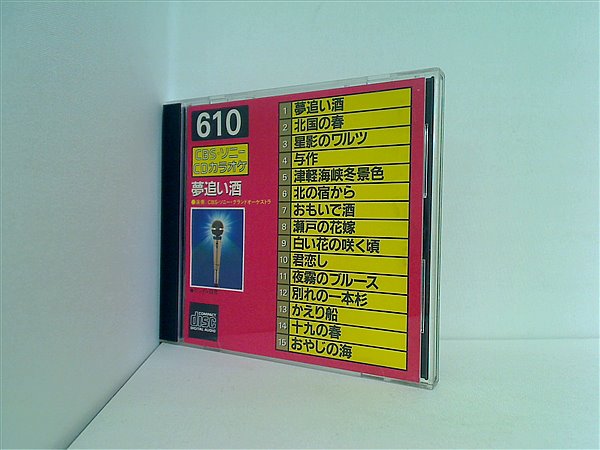 610
CBS・ソニー
CDカラオケ
夢追い酒
●演奏 CBS・ソニー・グランドオーケストラ
COMPACT
disc
DIGITAL AUDIO
1 夢追い酒
2 北国の春
3 星影のワルツ
4 与作
5 津軽海峡冬景色
6 北の宿から
7 おもいで酒
8 瀬戸の花嫁
9 白い花の咲く頃
10 君恋し
11 夜霧のブルース
12 別れの一本杉
13 かえり船
14 十九の春
15 おやじの海